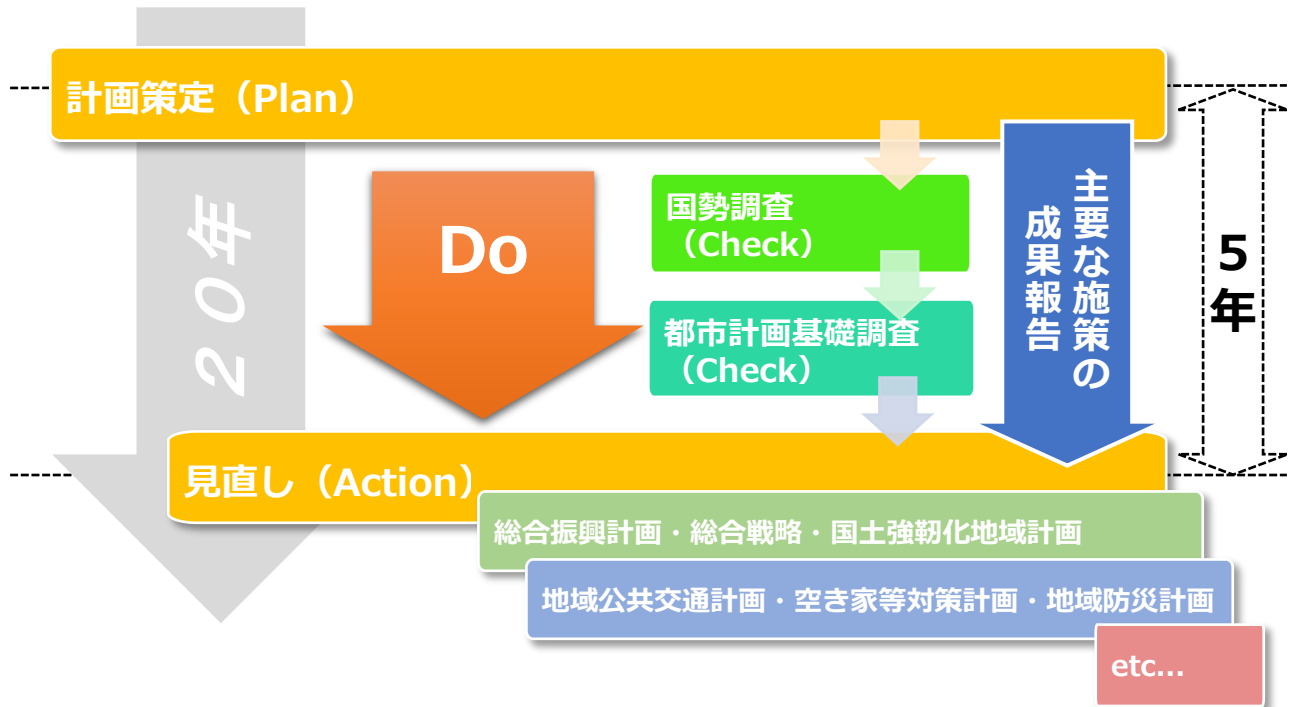 計画策定（Plan）
２０年
Do
国勢調査
（Check）
都市計画基礎調査
（Check）
主要な施策の
成果報告
５
年
見直し（Action）
総合振興計画・総合戦略・国土強靭化地域計画
地域公共交通計画・空き家等対策計画・地域防災計画
etc...